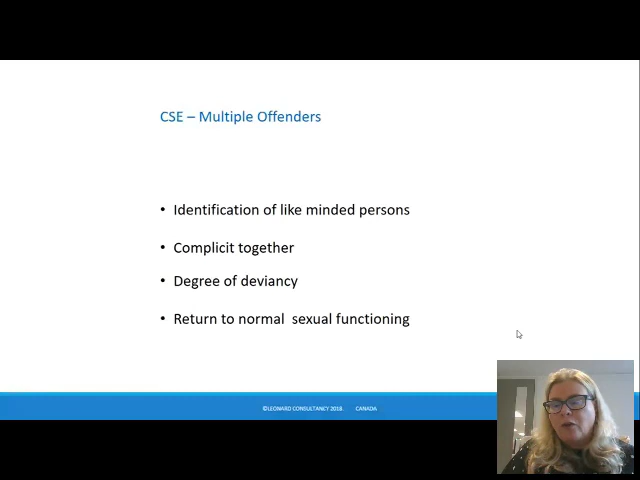 CSE – Multiple Offenders
• Identification of like minded persons
• Complicit together
• Degree of deviancy
• Return to normal sexual functioning
©LEONARD CONSULTANCY 2018. CANADA